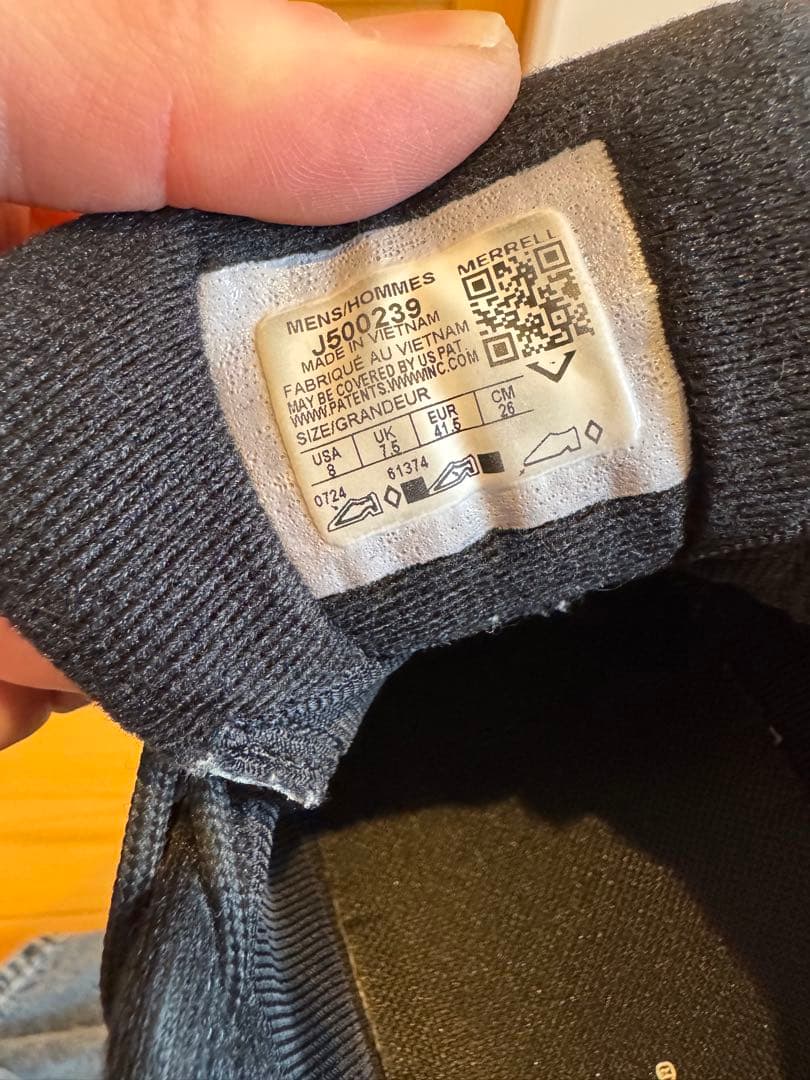 MERRELL
MENS/HOMMES
J500239
MADE IN VIETNAM
FABRIQUÉ AU VIETNAM
MAY BE COVERED BY US PAT.
WWW.PATENTS.WWWINC.COM
SIZE/GRANDEUR
USA UK EUR CM
8 7.5 41.5 26
0724 61374